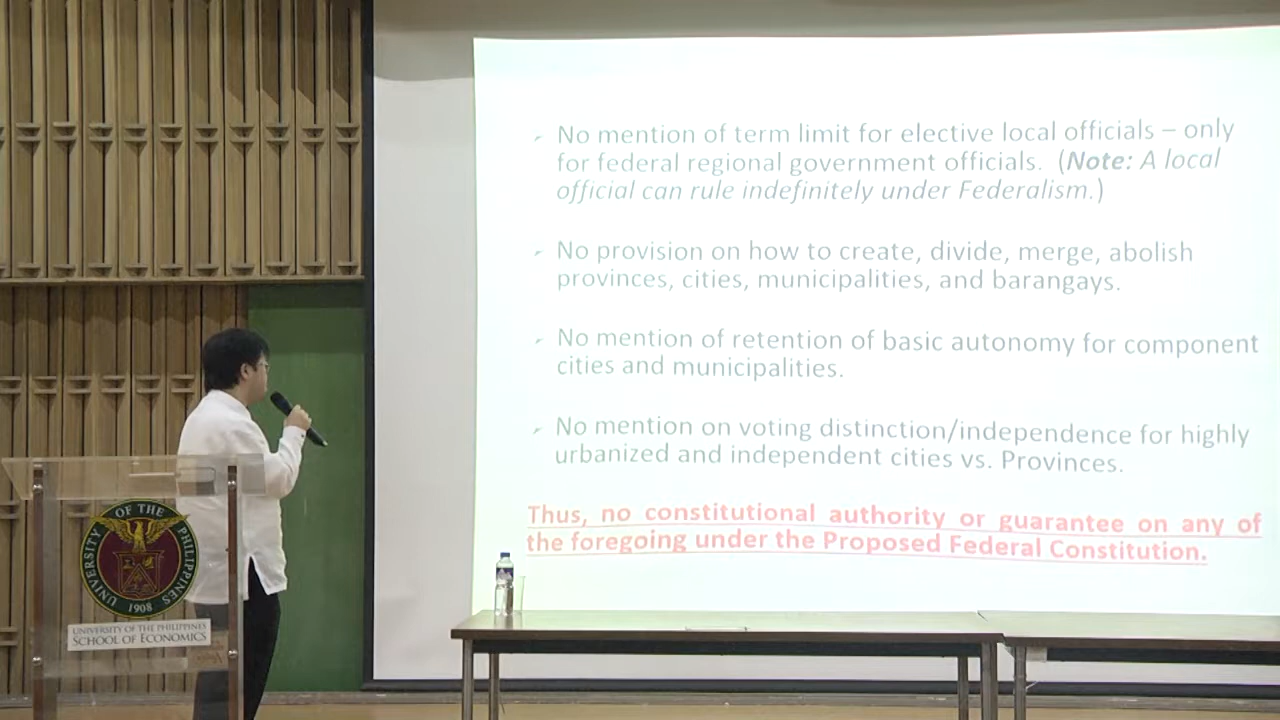 No mention of term limit for elective local officials – only
for federal regional government officials. (Note: A local
official can rule indefinitely under Federalism.)
No provision on how to create, divide, merge, abolish
provinces, cities, municipalities, and barangays.
No mention of retention of basic autonomy for component
cities and municipalities.
No mention on voting distinction/independence for highly
urbanized and independent cities vs. Provinces.
Thus, no constitutional authority or guarantee on any of
the foregoing under the Proposed Federal Constitution.
UNIVERSITY OF THE PHILIPPINES
1908
UNIVERSITY OF THE PHILIPPINES
SCHOOL OF ECONOMICS